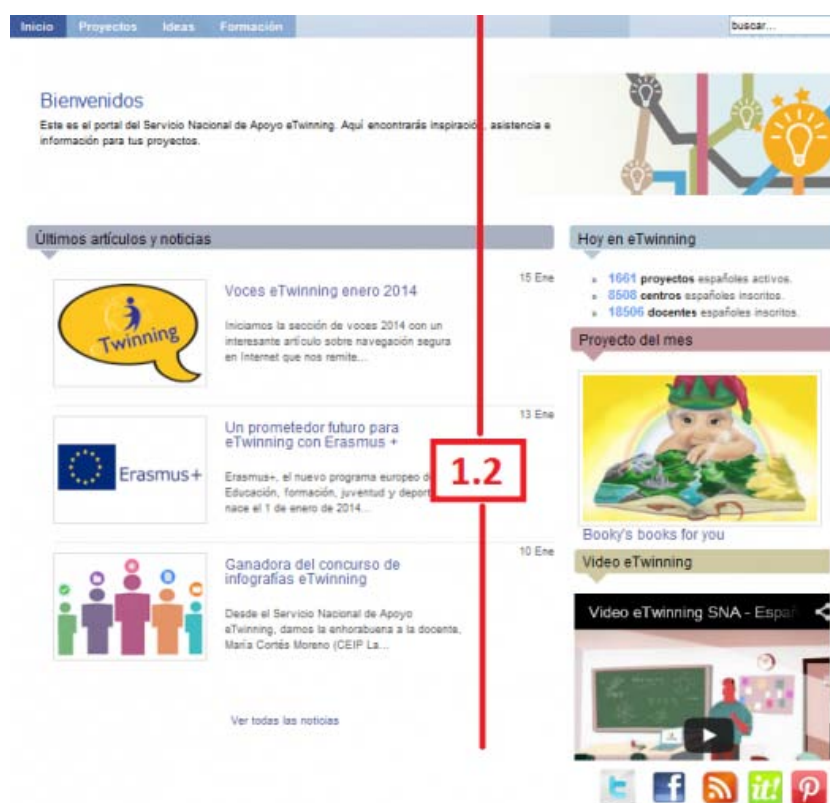 Inicio Proyectos Ideas Formación
buscar...
Bienvenidos
Este es el portal del Servicio Nacional de Apoyo eTwinning. Aquí encontrarás inspiración, asistencia e
información para tus proyectos.
Últimos artículos y noticias
15 Ene
Voces eTwinning enero 2014
Iniciamos la sección de voces 2014 con un
interesante artículo sobre navegación segura
en Internet que nos remite...
Twinning
13 Ene
Un prometedor futuro para
eTwinning con Erasmus +
Erasmus+, el nuevo programa europeo
Educación, formación, juventud y
nace el 1 de enero de 2014...
Erasmus+
1.2
10 Ene
Ganadora del concurso de
infografías eTwinning
Desde el Servicio Nacional de Apoyo
eTwinning, damos la enhorabuena a la docente,
María Cortés Moreno (CEIP La...
Ver todas las noticias
Hoy en eTwinning
1661 proyectos españoles activos.
8508 centros españoles inscritos.
18506 docentes españoles inscritos.
Proyecto del mes
Booky's books for you
Video eTwinning
Video eTwinning SNA - Espa
it!